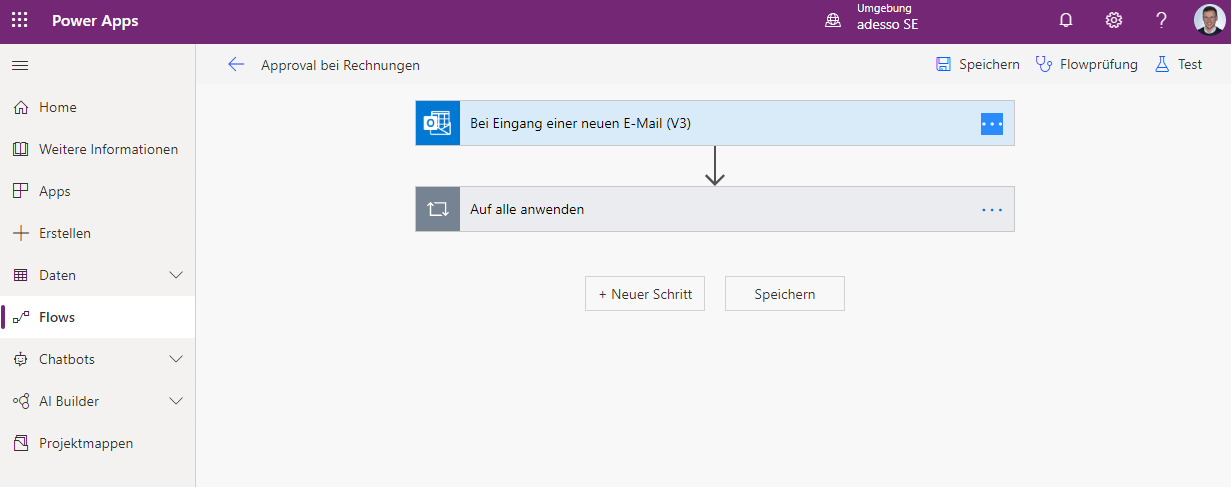 Power Apps
Umgebung
adesso SE
Approval bei Rechnungen
Speichern
Flowprüfung
Test
Home
Weitere Informationen
Apps
Erstellen
Daten
Flows
Chatbots
AI Builder
Projektmappen
Bei Eingang einer neuen E-Mail (V3)
Auf alle anwenden
+ Neuer Schritt
Speichern